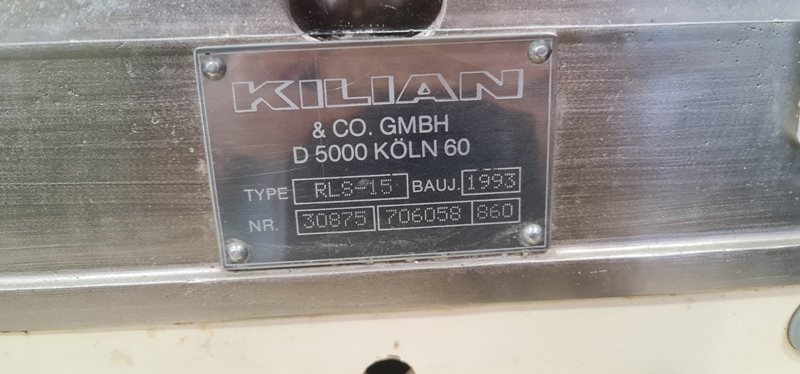 KILIAN
& CO. GMBH
D 5000 KÖLN 60
TYPE RLS-15 BAUJ. 1993
NR. 30875 706058 860